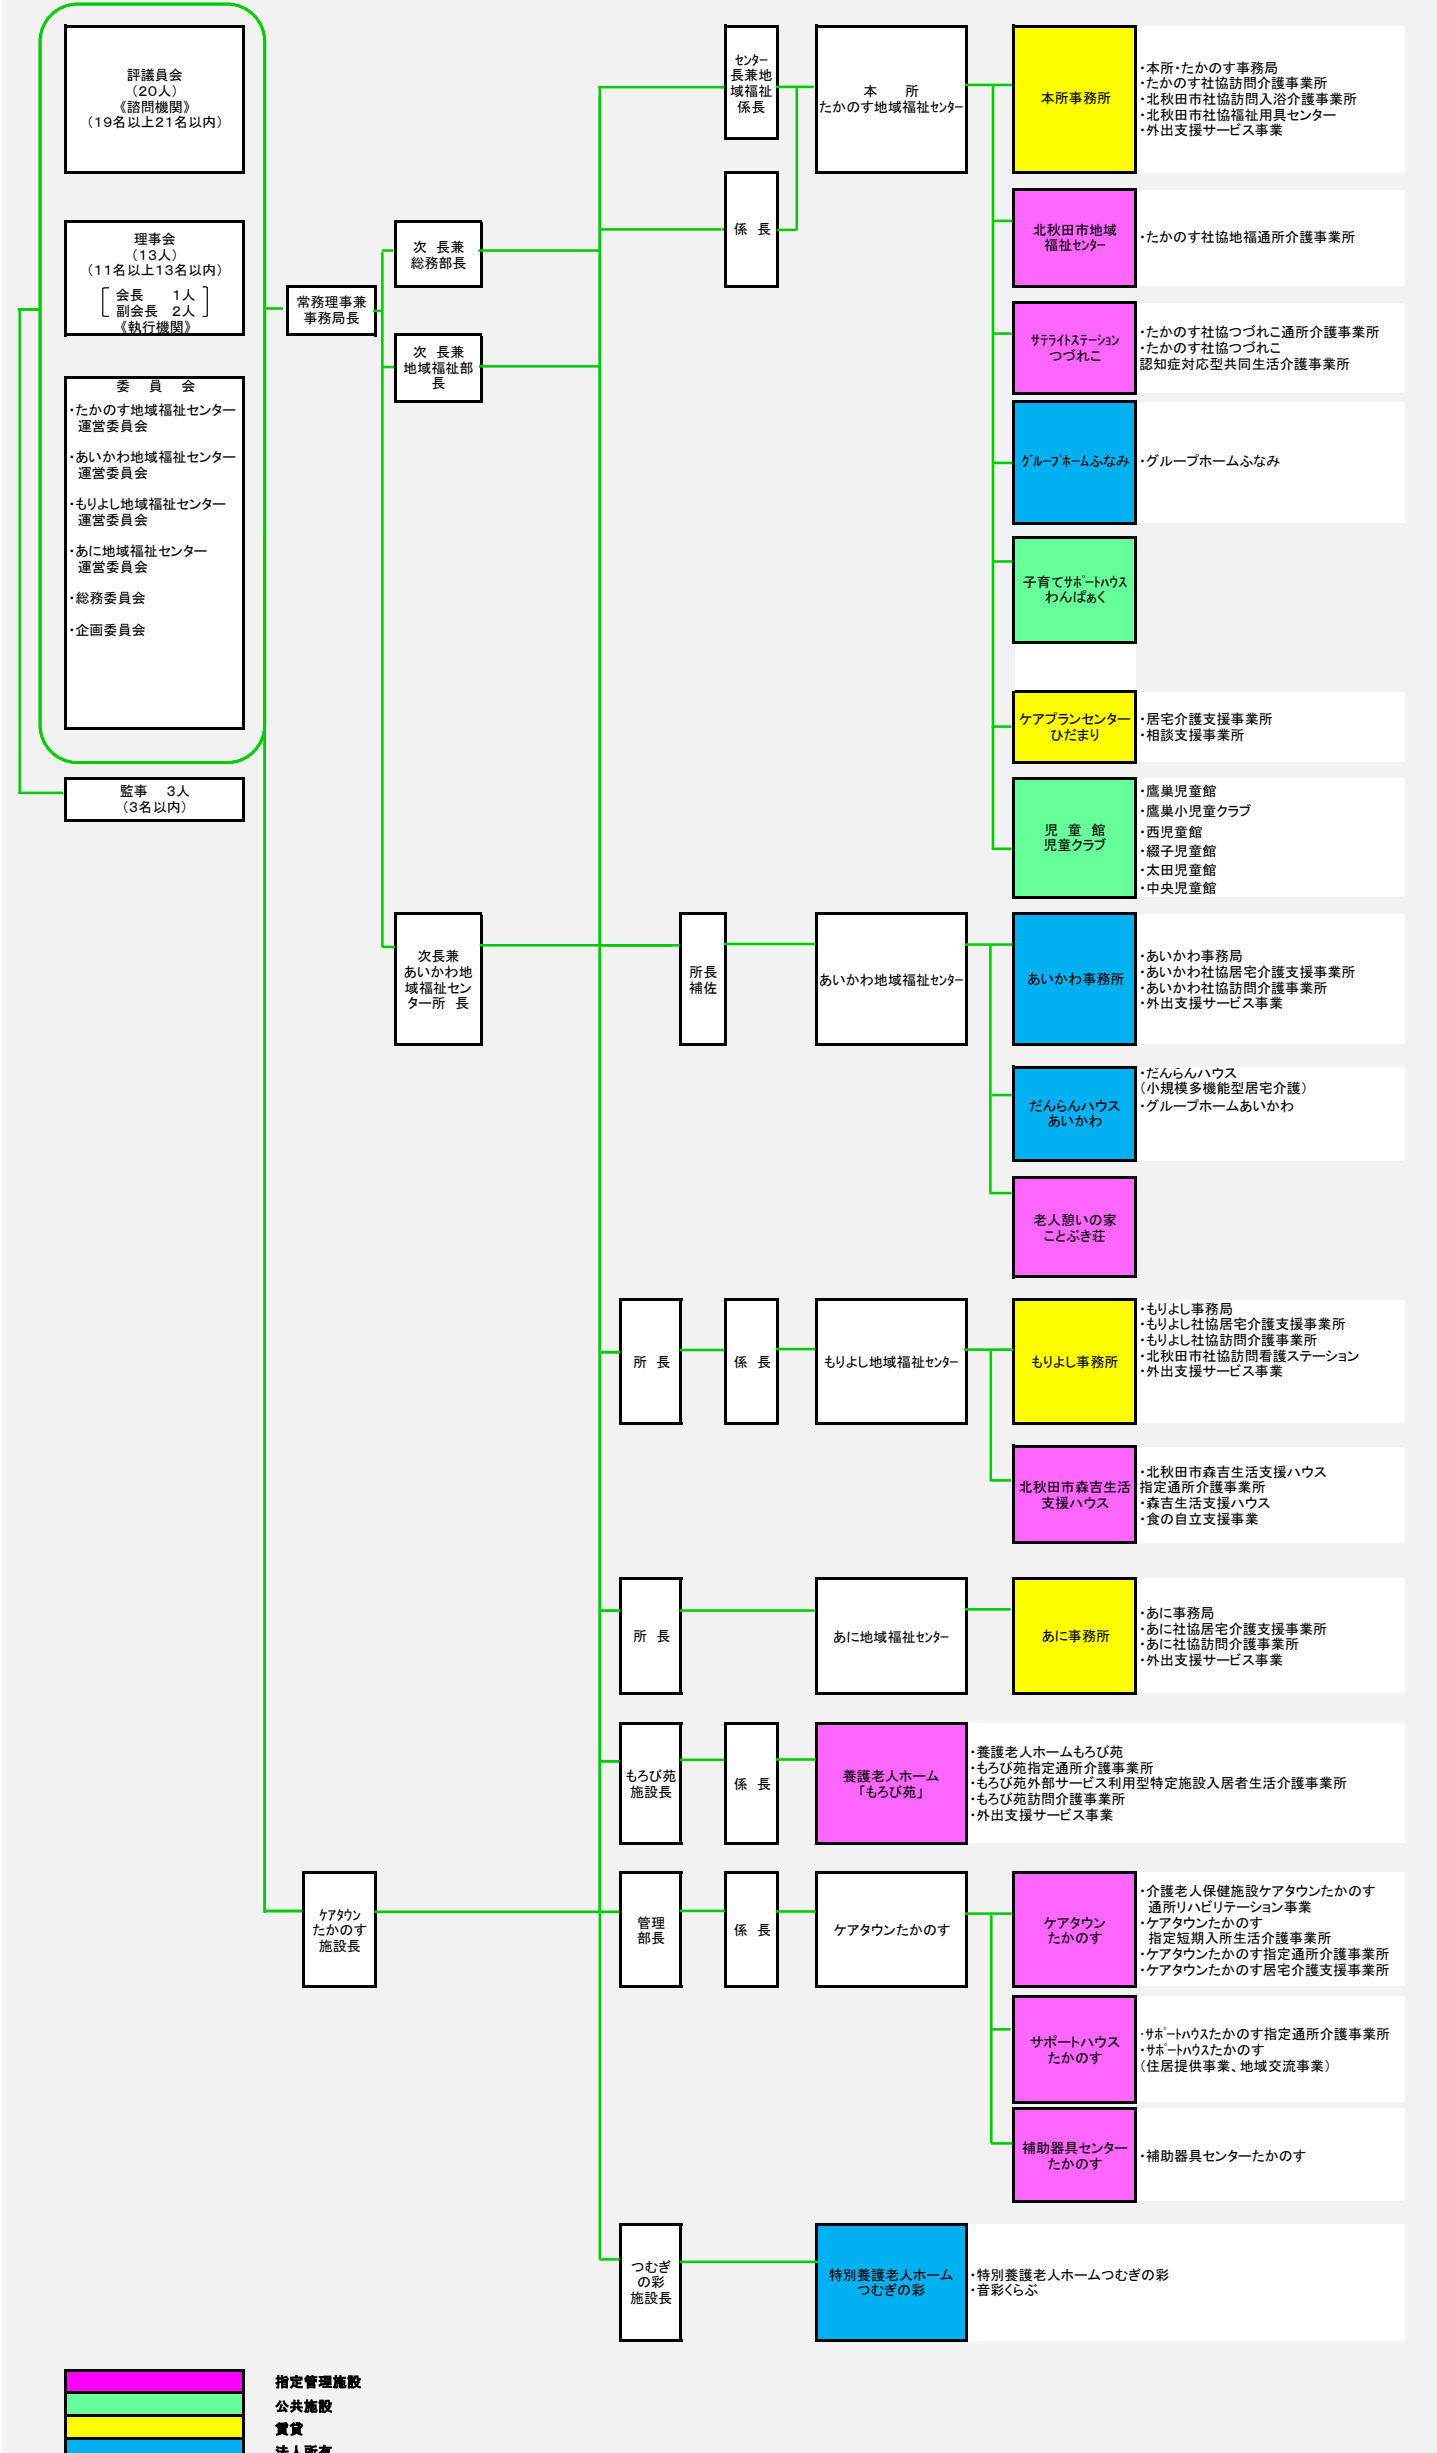 評議員会
（20人）
《諮問機関》
（19名以上21名以内）
理事会
（13人）
（11名以上13名以内）
会長　1人
副会長　2人
《執行機関》
委　員　会
・たかのす地域福祉センター
運営委員会
・あいかわ地域福祉センター
運営委員会
・もりよし地域福祉センター
運営委員会
・あに地域福祉センター
運営委員会
・総務委員会
・企画委員会
監事　3人
（3名以内）
常務理事兼
事務局長
次　長兼
総務部長
次　長兼
地域福祉部
長
次長兼
あいかわ地
域福祉セン
ター所　長
ｹｱﾀｳﾝ
たかのす
施設長
ｾﾝﾀｰ
長兼地
域福祉
係長
係　長
本　　所
たかのす地域福祉ｾﾝﾀｰ
本所事務所
・本所・たかのす事務局
・たかのす社協訪問介護事業所
・北秋田市社協訪問入浴介護事業所
・北秋田市社協福祉用具センター
・外出支援サービス事業
北秋田市地域
福祉ｾﾝﾀｰ
・たかのす社協地福通所介護事業所
ｻﾃﾗｲﾄｽﾃｰｼｮﾝ
つづれこ
・たかのす社協つづれこ通所介護事業所
・たかのす社協つづれこ
認知症対応型共同生活介護事業所
ｸﾞﾙｰﾌﾟﾎｰﾑふなみ
・グループホームふなみ
子育てｻﾎﾟｰﾄﾊｳｽ
わんぱぁく
ケアプランセンター
ひだまり
・居宅介護支援事業所
・相談支援事業所
児　童　館
児童クラブ
・鷹巣児童館
・鷹巣小児童クラブ
・西児童館
・綴子児童館
・太田児童館
・中央児童館
所長
補佐
あいかわ地域福祉ｾﾝﾀｰ
あいかわ事務所
・あいかわ事務局
・あいかわ社協居宅介護支援事業所
・あいかわ社協訪問介護事業所
・外出支援サービス事業
だんらんハウス
あいかわ
・だんらんハウス
（小規模多機能型居宅介護）
・グループホームあいかわ
老人憩いの家
ことぶき荘
所　長
係　長
もりよし地域福祉ｾﾝﾀｰ
もりよし事務所
・もりよし事務局
・もりよし社協居宅介護支援事業所
・もりよし社協訪問介護事業所
・北秋田市社協訪問看護ステーション
・外出支援サービス事業
北秋田市森吉生活
支援ハウス
・北秋田市森吉生活支援ハウス
指定通所介護事業所
・森吉生活支援ハウス
・食の自立支援事業
所　長
あに地域福祉ｾﾝﾀｰ
あに事務所
・あに事務局
・あに社協居宅介護支援事業所
・あに社協訪問介護事業所
・外出支援サービス事業
もろび苑
施設長
係　長
養護老人ホーム
「もろび苑」
・養護老人ホームもろび苑
・もろび苑指定通所介護事業所
・もろび苑外部サービス利用型特定施設入居者生活介護事業所
・もろび苑訪問介護事業所
・外出支援サービス事業
管理
部長
係　長
ケアタウンたかのす
ケアタウン
たかのす
・介護老人保健施設ケアタウンたかのす
通所リハビリテーション事業
・ケアタウンたかのす
指定短期入所生活介護事業所
・ケアタウンたかのす指定通所介護事業所
・ケアタウンたかのす居宅介護支援事業所
サポートハウス
たかのす
・ｻﾎﾟｰﾄﾊｳｽたかのす指定通所介護事業所
・ｻﾎﾟｰﾄﾊｳｽたかのす
（住居提供事業、地域交流事業）
補助器具センター
たかのす
・補助器具センターたかのす
つむぎ
の彩
施設長
特別養護老人ホーム
つむぎの彩
・特別養護老人ホームつむぎの彩
・音彩くらぶ
指定管理施設
公共施設
賃貸
法人所有